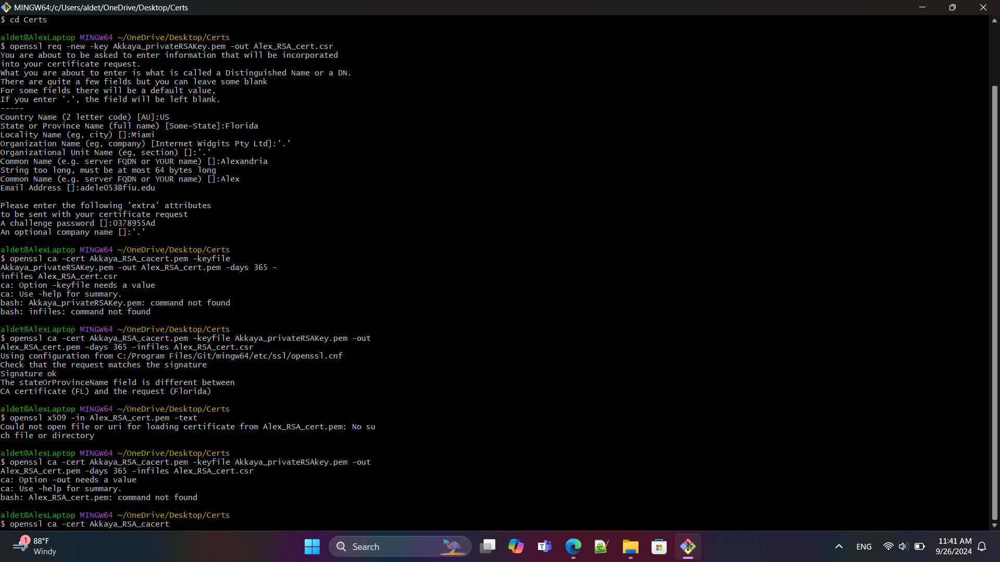 MINGW64:/c/Users/aldet/OneDrive/Desktop/Certs
$ cd Certs
aldet@AlexLaptop MINGW64 ~/OneDrive/Desktop/Certs
$ openssl req -new -key Akkaya_privateRSAKey.pem -out Alex_RSA_cert.csr
You are about to be asked to enter information that will be incorporated
into your certificate request.
What you are about to enter is what is called a Distinguished Name or a DN.
There are quite a few fields but you can leave some blank
For some fields there will be a default value,
If you enter '.', the field will be left blank.
-----
Country Name (2 letter code) [AU]:US
State or Province Name (full name) [Some-State]:Florida
Locality Name (eg, city) []:Miami
Organization Name (eg, company) [Internet Widgits Pty Ltd]:'.'
Organizational Unit Name (eg, section) []:'.'
Common Name (e.g. server FQDN or YOUR name) []:Alexandria
String too long, must be at most 64 bytes long
Common Name (e.g. server FQDN or YOUR name) []:Alex
Email Address []:adele053@fiu.edu
Please enter the following 'extra' attributes
to be sent with your certificate request
A challenge password []:0378955Ad
An optional company name []:'.'
aldet@AlexLaptop MINGW64 ~/OneDrive/Desktop/Certs
$ openssl ca -cert Akkaya_RSA_cacert.pem -keyfile
Akkaya_privateRSAKey.pem -out Alex_RSA_cert.pem -days 365 -
infiles Alex_RSA_cert.csr
ca: Option -keyfile needs a value
ca: Use -help for summary.
bash: Akkaya_privateRSAKey.pem: command not found
bash: infiles: command not found
aldet@AlexLaptop MINGW64 ~/OneDrive/Desktop/Certs
$ openssl ca -cert Akkaya_RSA_cacert.pem -keyfile Akkaya_privateRSAKey.pem -out
Alex_RSA_cert.pem -days 365 -infiles Alex_RSA_cert.csr
Using configuration from C:/Program Files/Git/mingw64/etc/ssl/openssl.cnf
Check that the request matches the signature
Signature ok
The stateOrProvinceName field is different between
CA certificate (FL) and the request (Florida)
aldet@AlexLaptop MINGW64 ~/OneDrive/Desktop/Certs
$ openssl x509 -in Alex_RSA_cert.pem -text
Could not open file or uri for loading certificate from Alex_RSA_cert.pem: No su
ch file or directory
aldet@AlexLaptop MINGW64 ~/OneDrive/Desktop/Certs
$ openssl ca -cert Akkaya_RSA_cacert.pem -keyfile Akkaya_privateRSAkey.pem -out
Alex_RSA_cert.pem -days 365 -infiles Alex_RSA_cert.csr
ca: Option -out needs a value
ca: Use -help for summary.
bash: Alex_RSA_cert.pem: command not found
aldet@AlexLaptop MINGW64 ~/OneDrive/Desktop/Certs
$ openssl ca -cert Akkaya_RSA_cacert
1
88°F
Windy
Search
ENG
11:41 AM
9/26/2024